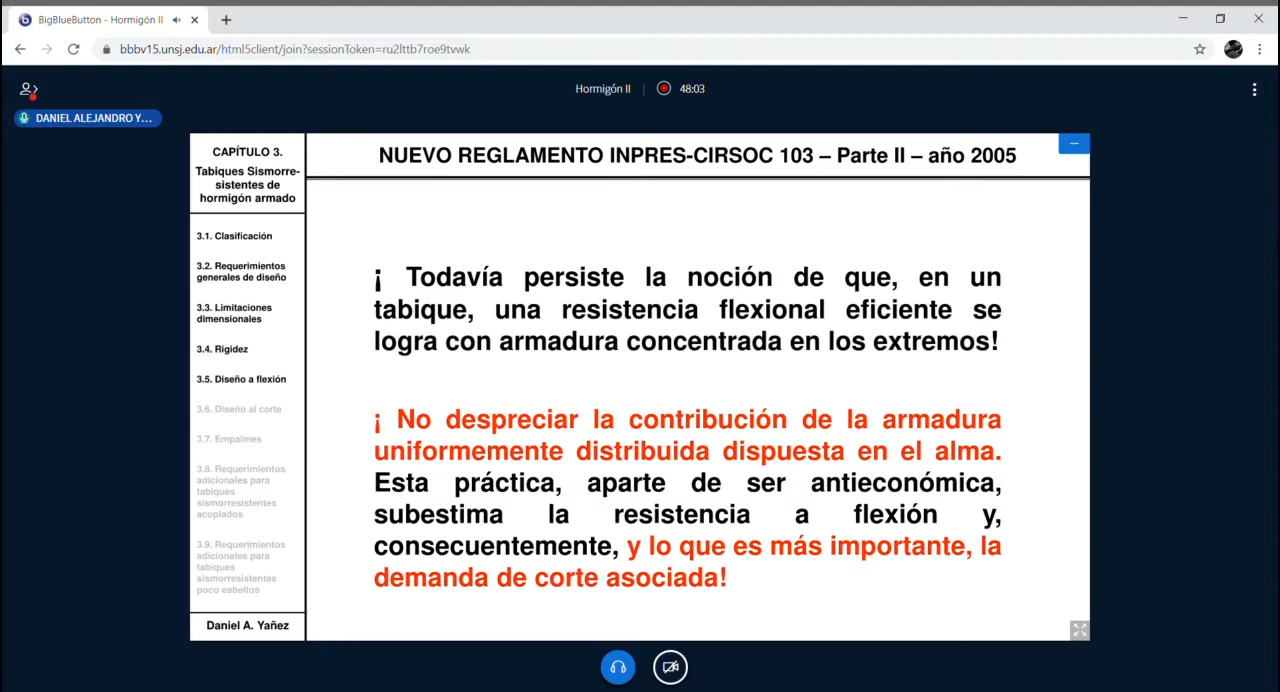 BigBlueButton - Hormigón II
bbbv15.unsj.edu.ar/html5client/join?sessionToken=ru2lttb7roe9tvwk
Hormigón II
48:03
DANIEL ALEJANDRO Y...
CAPÍTULO 3.
Tabiques Sismorre-
sistentes de
hormigón armado
3.1. Clasificación
3.2. Requerimientos
generales de diseño
3.3. Limitaciones
dimensionales
3.4. Rigidez
3.5. Diseño a flexión
3.6. Diseño al corte
3.7. Empalmes
3.8. Requerimientos
adicionales para
tabiques
sismorresistentes
acoplados
3.9. Requerimientos
adicionales para
tabiques
sismorresistentes
poco esbeltos
Daniel A. Yañez
NUEVO REGLAMENTO INPRES-CIRSOC 103 – Parte II – año 2005
¡ Todavía persiste la noción de que, en un
tabique, una resistencia flexional eficiente se
logra con armadura concentrada en los extremos!
¡ No despreciar la contribución de la armadura
uniformemente distribuida dispuesta en el alma.
Esta práctica, aparte de ser antieconómica,
subestima la resistencia a flexión y,
consecuentemente, y lo que es más importante, la
demanda de corte asociada!